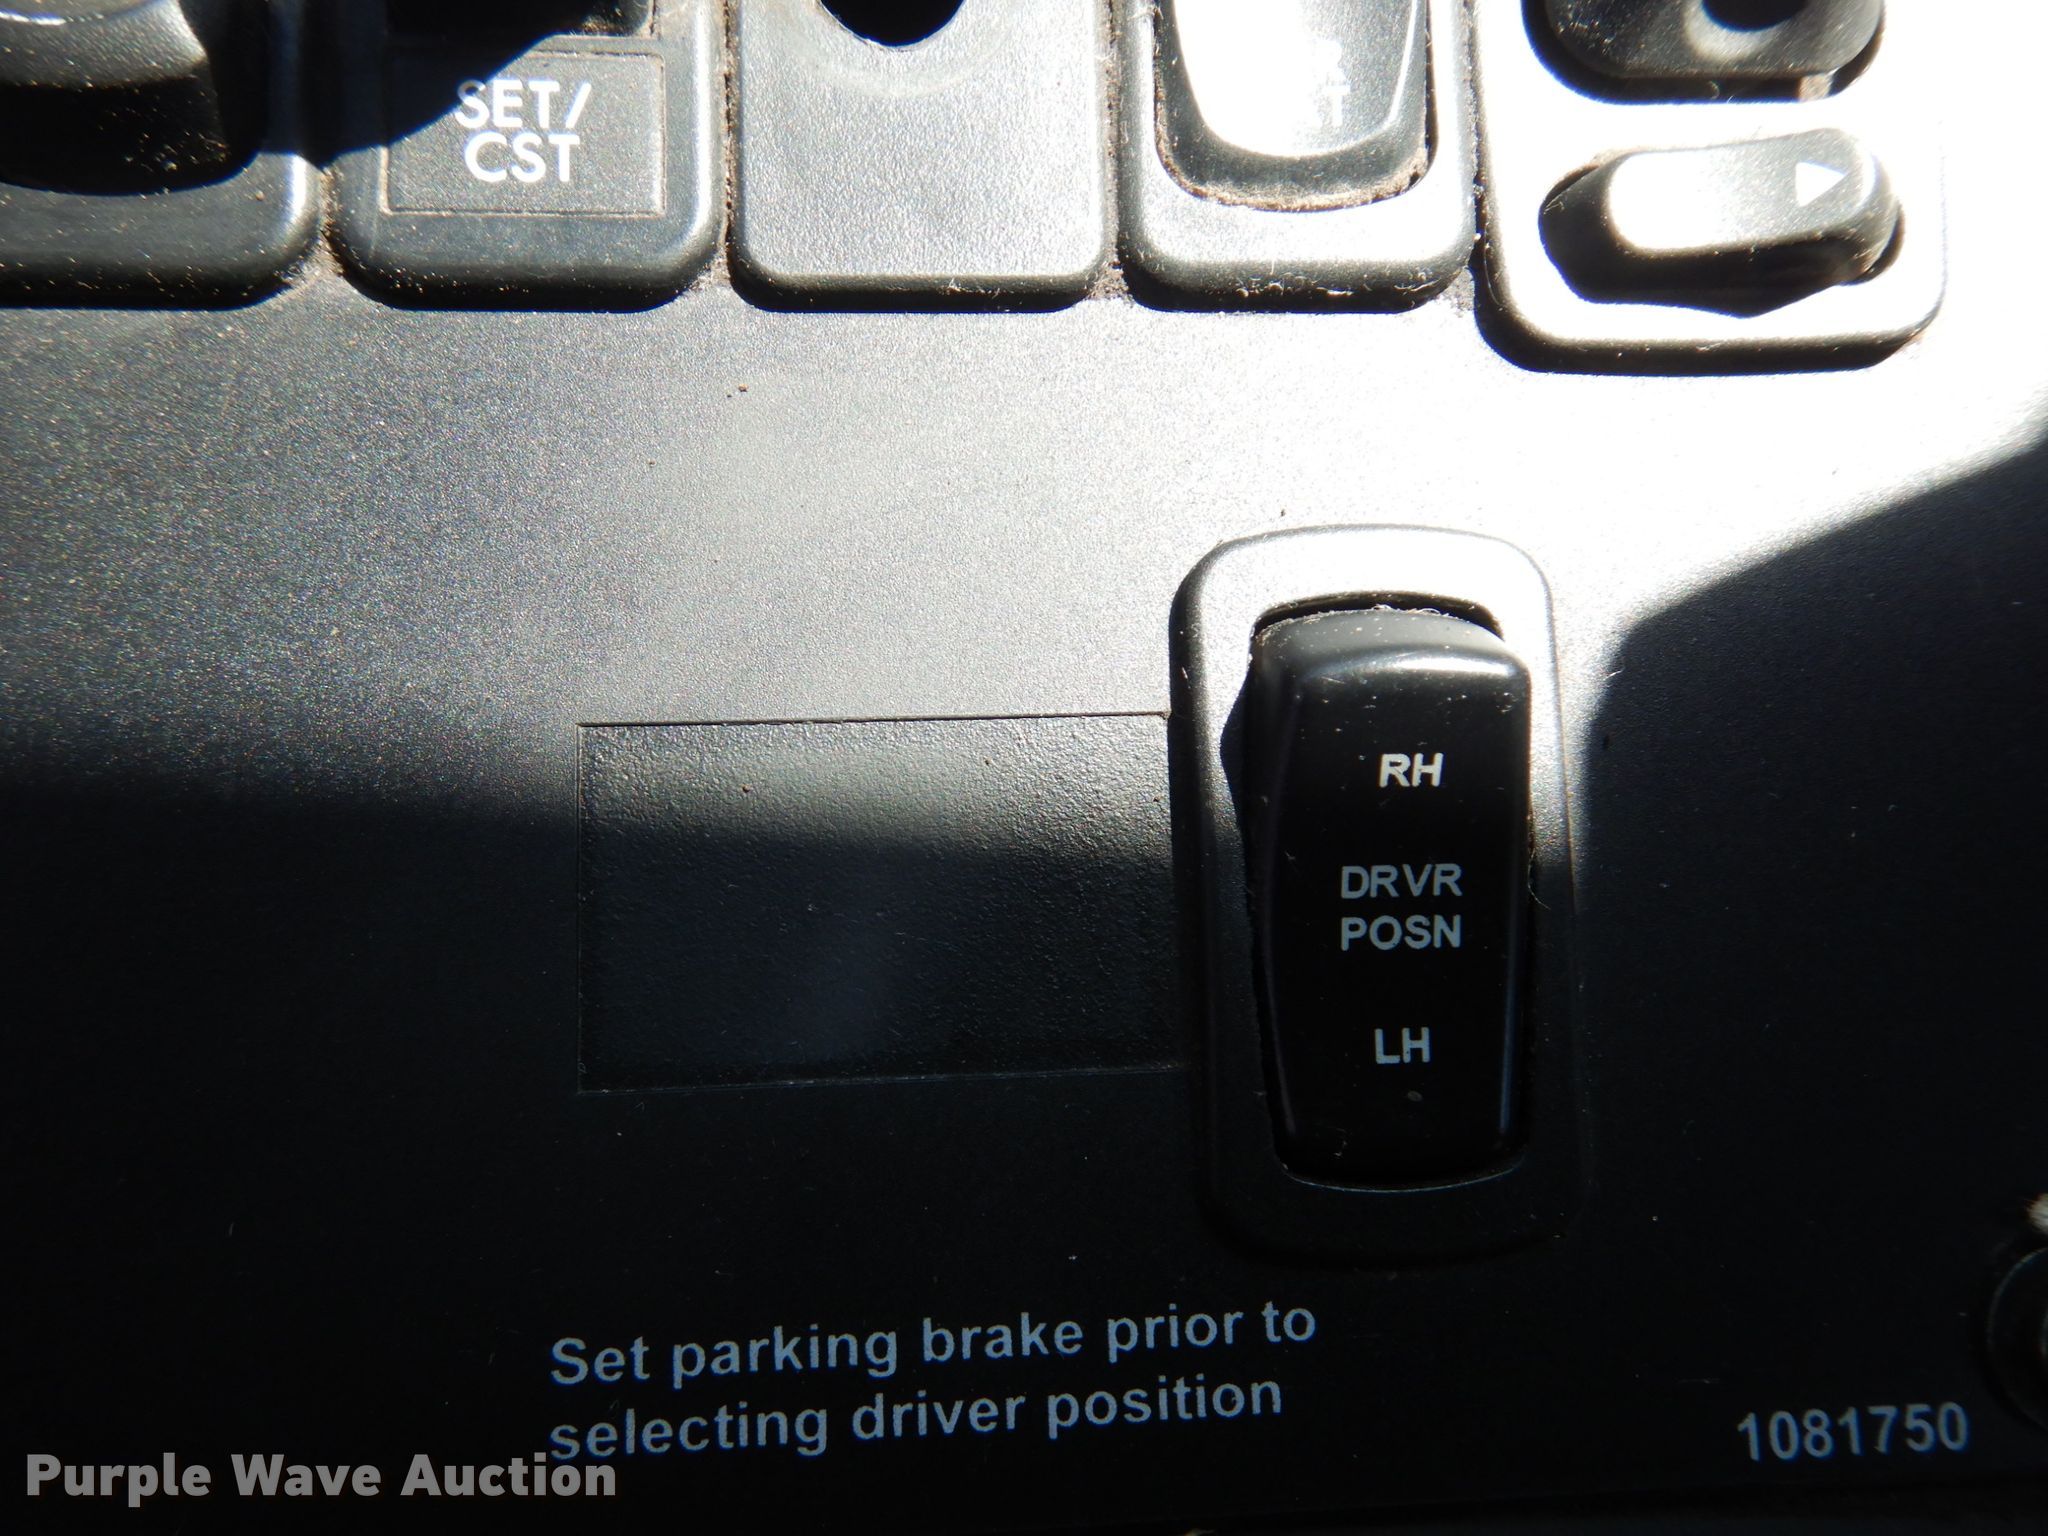 SET/
CST
RH
DRVR
POSN
LH
Set parking brake prior to
selecting driver position
1081750
Purple Wave Auction